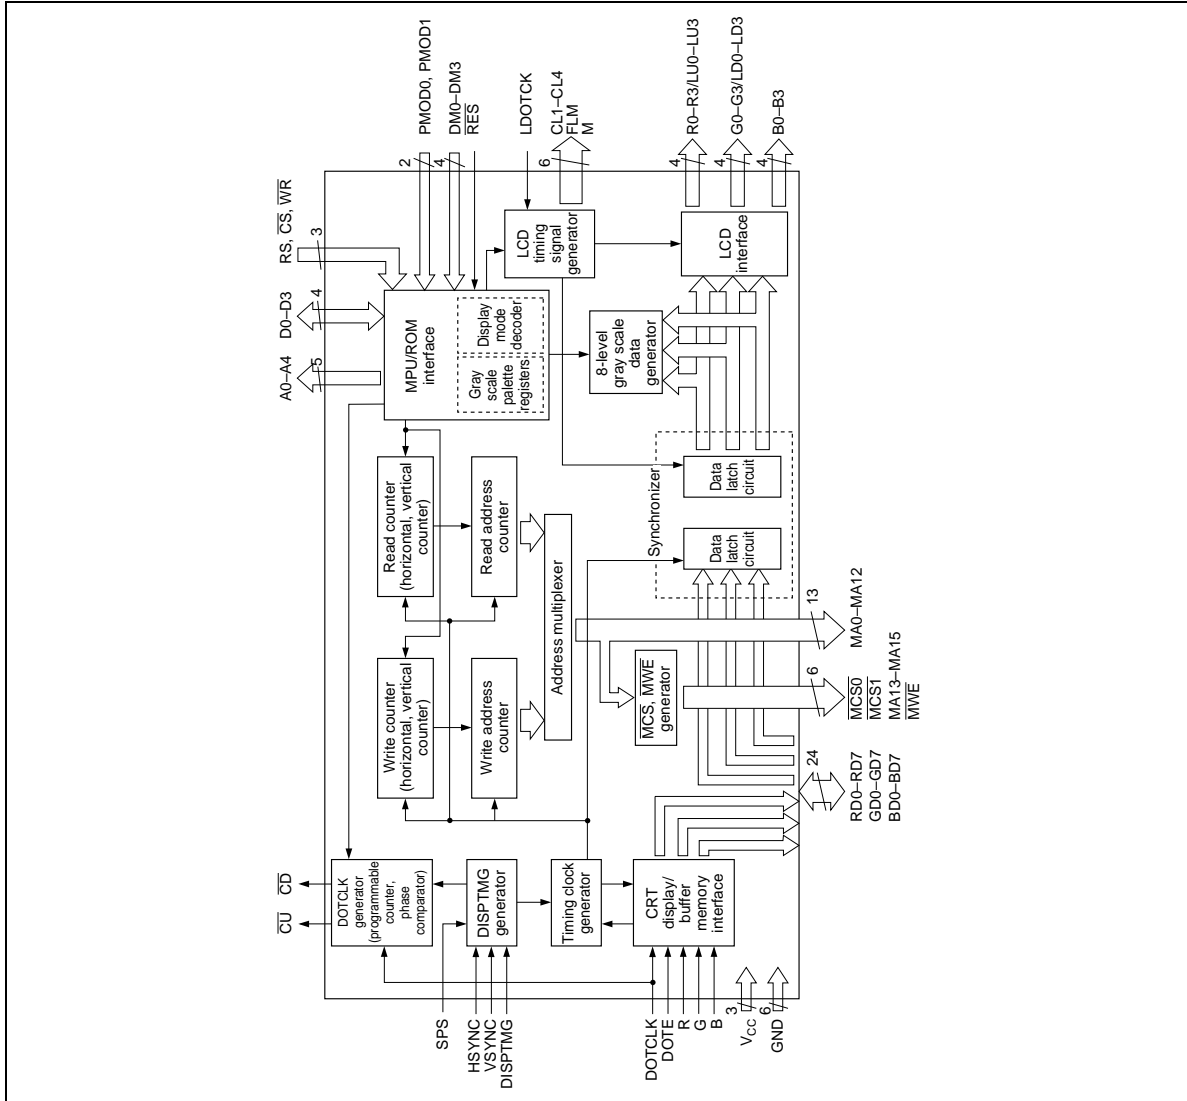 RS, CS, WR
3
D0–D3
4
A0–A4
5
CD
CU
PMOD0, PMOD1
2
DM0–DM3
4
RES
LDOTCK
CL1–CL4
FLM
M
6
R0–R3/LU0–LU3
4
G0–G3/LD0–LD3
4
B0–B3
4
MPU/ROM
interface
Display
mode
decoder
Gray
scale
palette
registers
LCD
timing
signal
generator
LCD
interface
8-level
gray scale
data
generator
Read counter
(horizontal, vertical
counter)
Read address
counter
Write counter
(horizontal, vertical
counter)
Write address
counter
Address multiplexer
MCS, MWE
generator
Synchronizer
Data
latch
circuit
Data
latch
circuit
DOTCLK
generator
(programmable
counter,
phase
comparator)
DISPTMG
generator
Timing clock
generator
CRT
display/
buffer
memory
interface
SPS
HSYNC
VSYNC
DISPTMG
DOTCLK
DOTE
R
G
B
VCC
3
GND
6
13
MA0–MA12
6
MCS0
MCS1
MA13–MA15
MWE
24
RD0–RD7
GD0–GD7
BD0–BD7